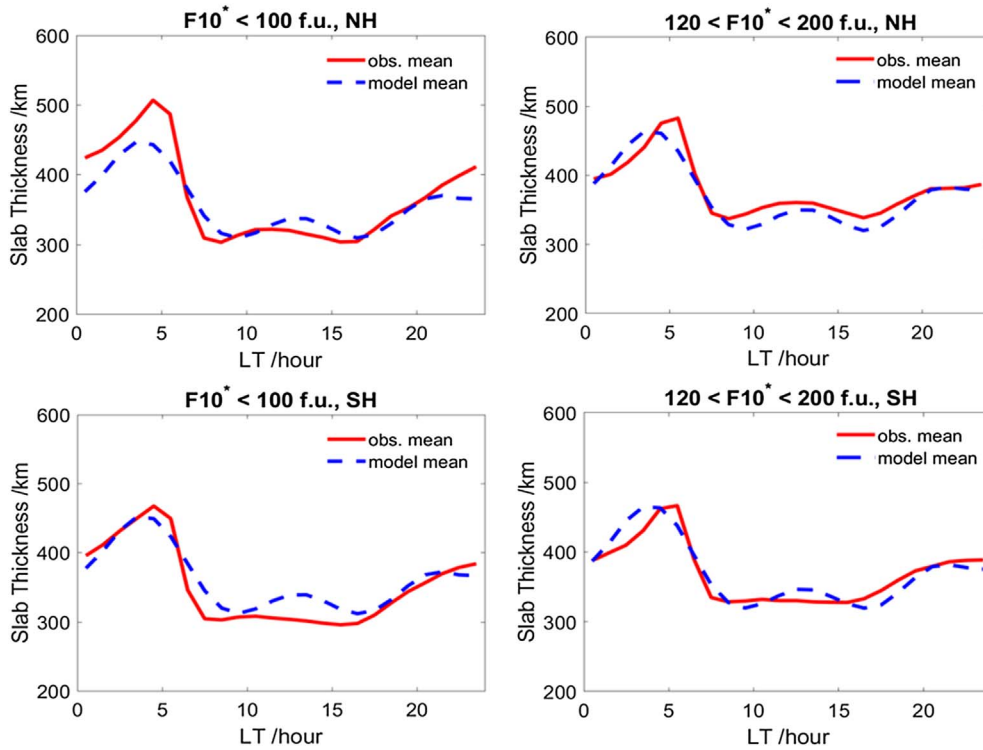 F10* < 100 f.u., NH
600
500
400
300
200
Slab Thickness /km
obs. mean
model mean
0 5 10 15 20
LT /hour
120 < F10* < 200 f.u., NH
600
500
400
300
200
Slab Thickness /km
obs. mean
model mean
0 5 10 15 20
LT /hour
F10* < 100 f.u., SH
600
500
400
300
200
Slab Thickness /km
obs. mean
model mean
0 5 10 15 20
LT /hour
120 < F10* < 200 f.u., SH
600
500
400
300
200
Slab Thickness /km
obs. mean
model mean
0 5 10 15 20
LT /hour